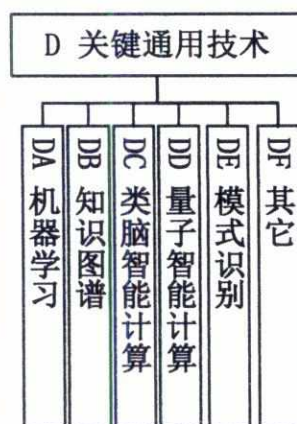 D 关键通用技术
DA 机器学习
DB 知识图谱
DC 类脑智能计算
DD 量子智能计算
DE 模式识别
DF 其它